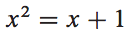 x² = x + 1